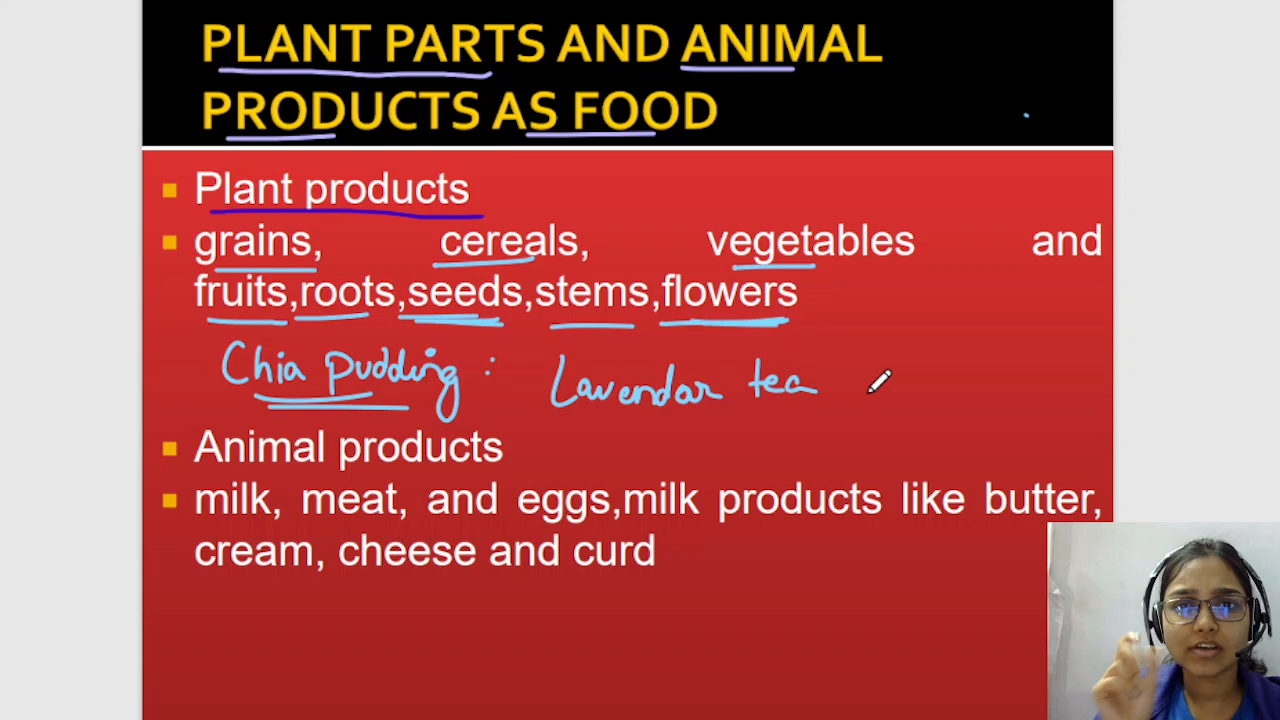 PLANT PARTS AND ANIMAL
PRODUCTS AS FOOD
Plant products
grains, cereals, vegetables and
fruits,roots,seeds,stems,flowers
Chia pudding : Lavendar tea
Animal products
milk, meat, and eggs,milk products like butter,
cream, cheese and curd